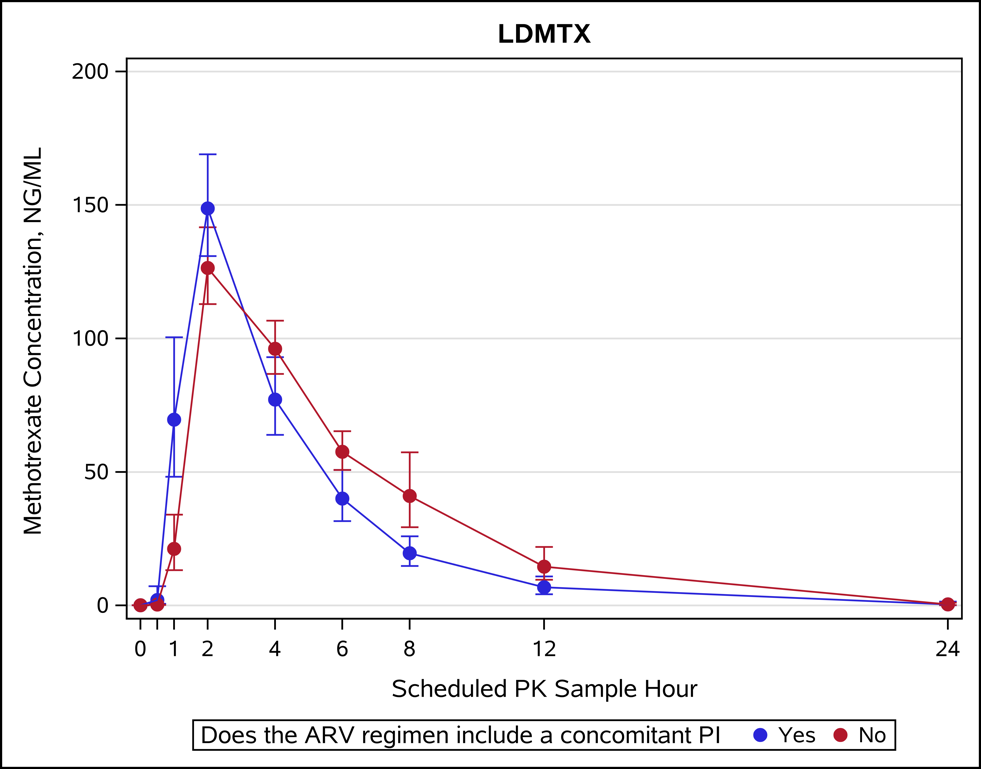 LDMTX
Methotrexate Concentration, NG/ML
200
150
100
50
0
0 1 2 4 6 8 12 24
Scheduled PK Sample Hour
Does the ARV regimen include a concomitant PI Yes No